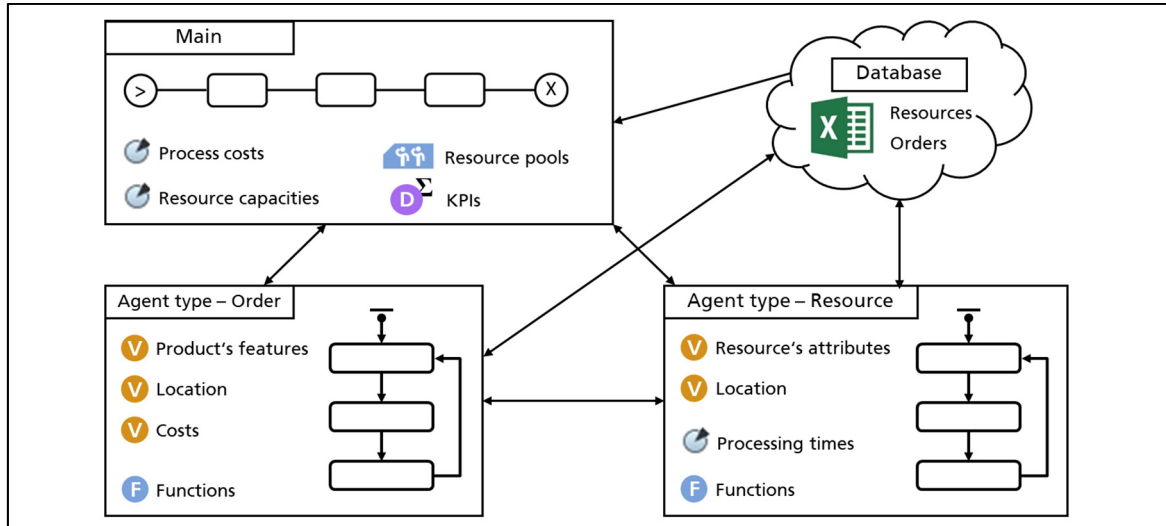 Main
>
X
Process costs
Resource pools
Resource capacities
D Σ
KPIs
Database
X
Resources
Orders
Agent type – Order
V Product's features
V Location
V Costs
F Functions
Agent type – Resource
V Resource's attributes
V Location
Processing times
F Functions